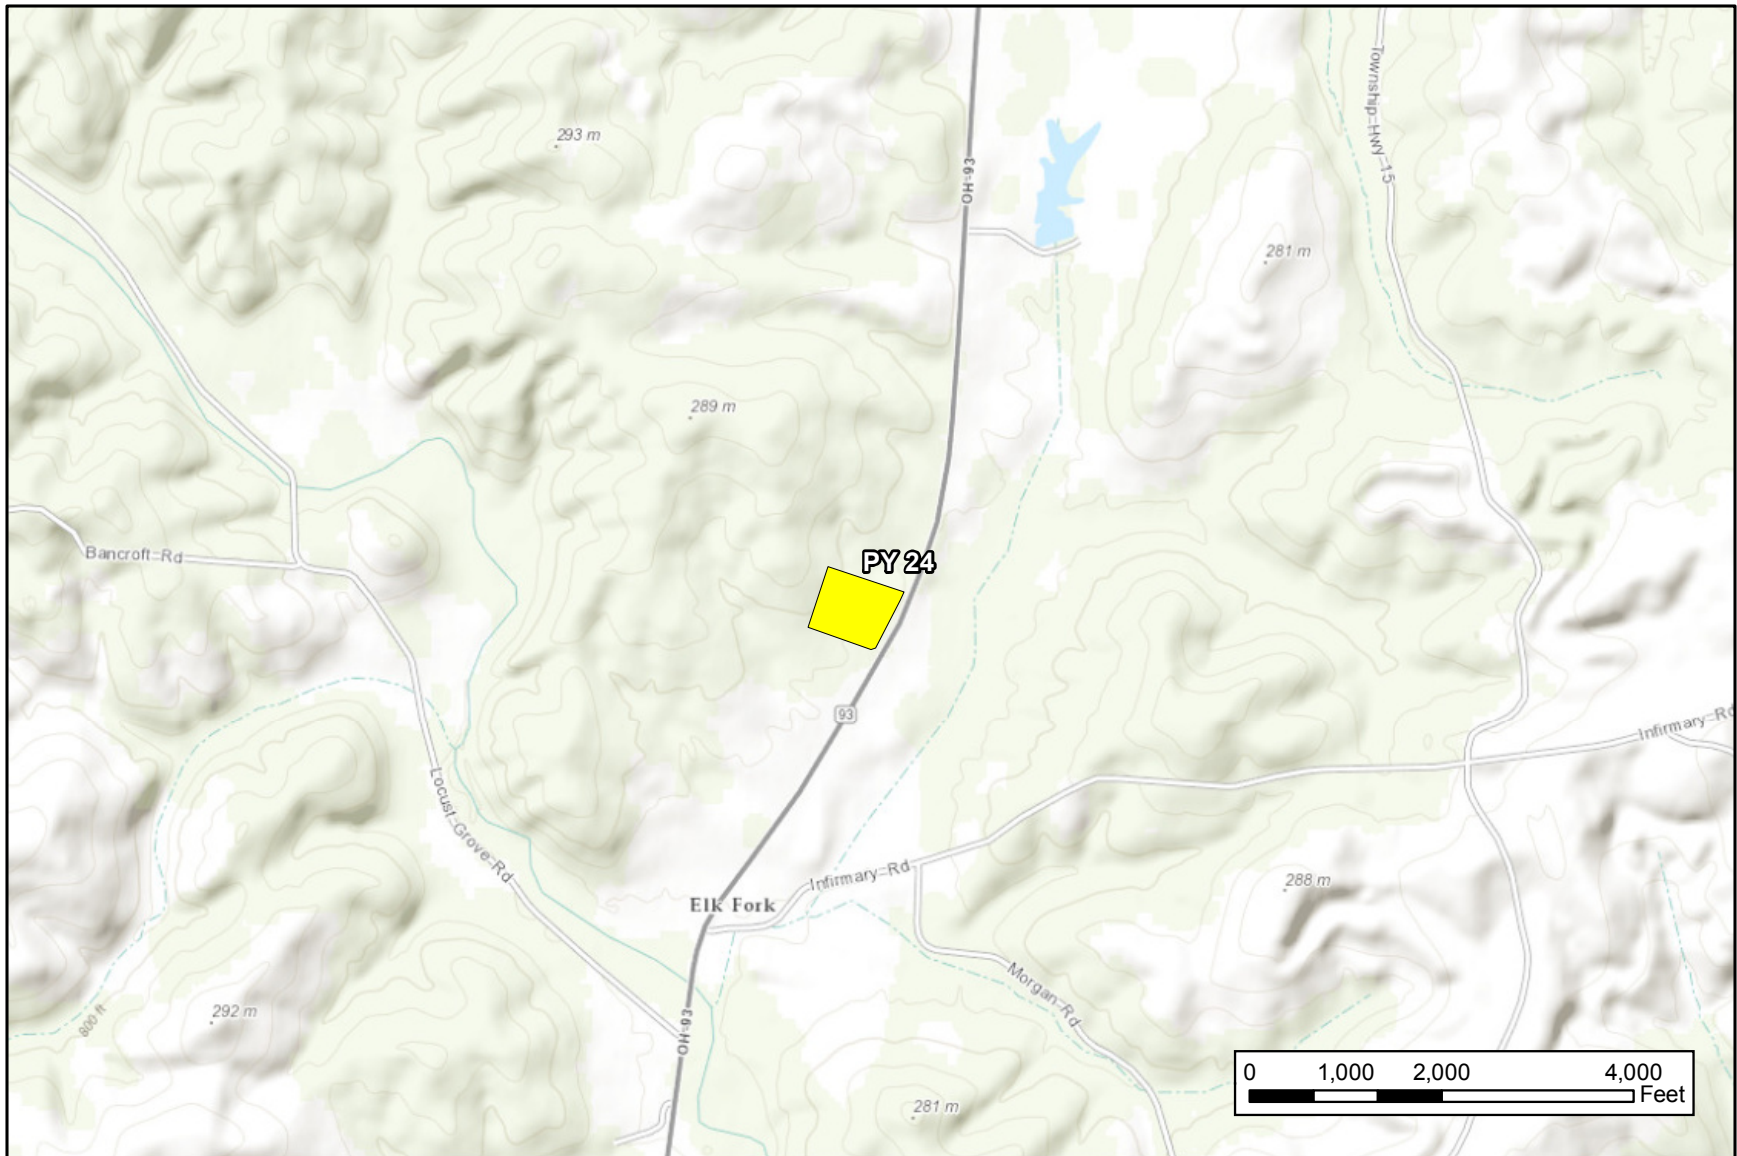 Township Hwy 15
293 m
OH-93
281 m
289 m
Bancroft Rd
PY 24
93
Infirmary Rd
Locust Grove Rd
Infirmary Rd
288 m
Elk Fork
Morgan Rd
292 m
800 ft
OH-93
281 m
0 1,000 2,000 4,000
Feet